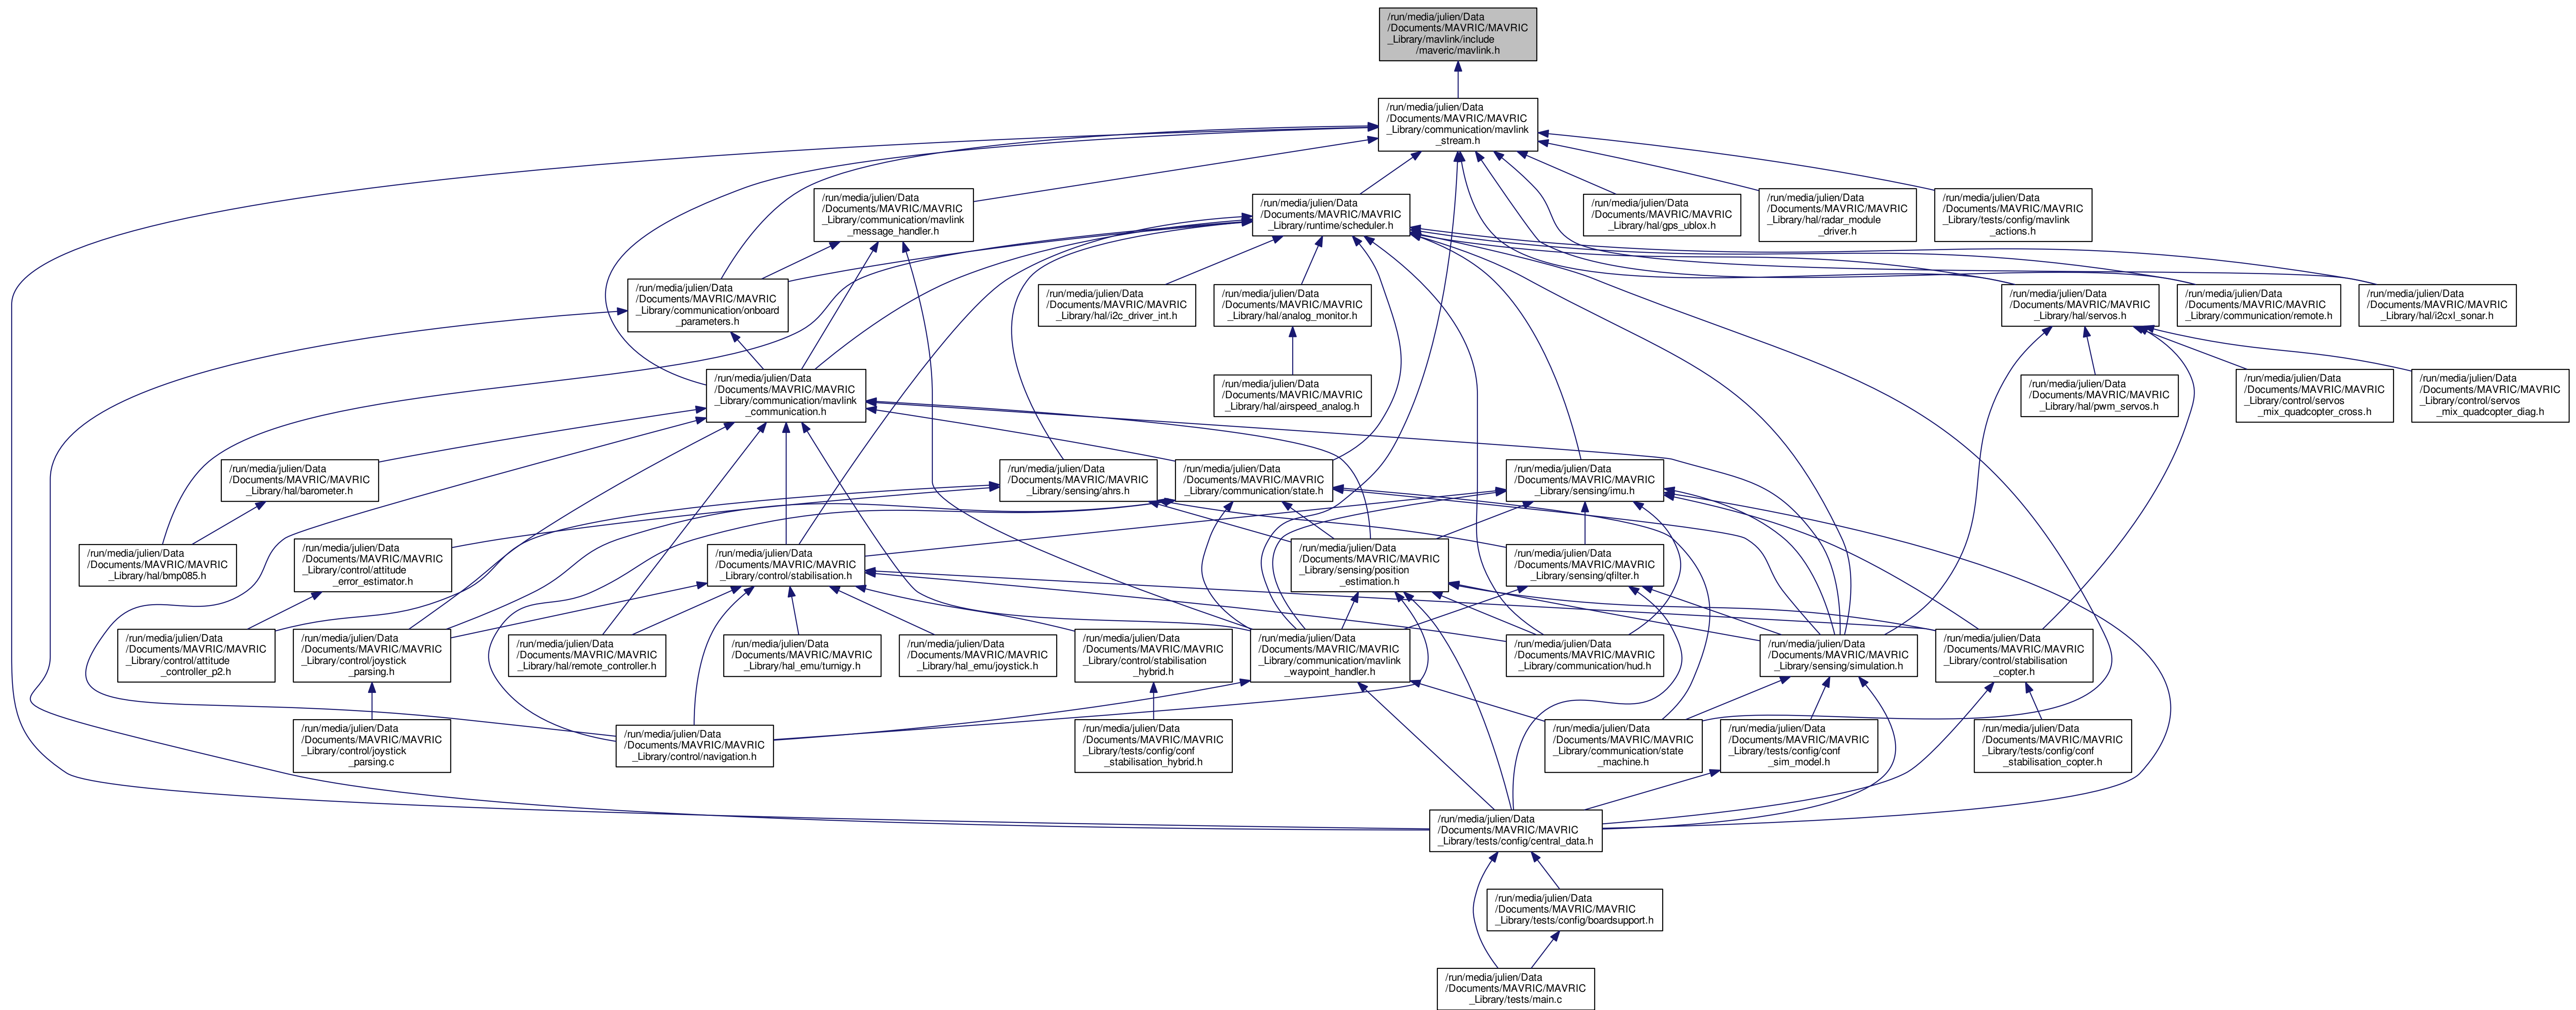 /run/media/julien/Data
/Documents/MAVRIC/MAVRIC
_Library/mavlink/include
/maveric/mavlink.h
/run/media/julien/Data
/Documents/MAVRIC/MAVRIC
_Library/communication/mavlink
_stream.h
/run/media/julien/Data
/Documents/MAVRIC/MAVRIC
_Library/communication/mavlink
_message_handler.h
/run/media/julien/Data
/Documents/MAVRIC/MAVRIC
_Library/runtime/scheduler.h
/run/media/julien/Data
/Documents/MAVRIC/MAVRIC
_Library/hal/gps_ublox.h
/run/media/julien/Data
/Documents/MAVRIC/MAVRIC
_Library/hal/radar_module
_driver.h
/run/media/julien/Data
/Documents/MAVRIC/MAVRIC
_Library/tests/config/mavlink
_actions.h
/run/media/julien/Data
/Documents/MAVRIC/MAVRIC
_Library/communication/onboard
_parameters.h
/run/media/julien/Data
/Documents/MAVRIC/MAVRIC
_Library/hal/i2c_driver_int.h
/run/media/julien/Data
/Documents/MAVRIC/MAVRIC
_Library/hal/analog_monitor.h
/run/media/julien/Data
/Documents/MAVRIC/MAVRIC
_Library/hal/servos.h
/run/media/julien/Data
/Documents/MAVRIC/MAVRIC
_Library/communication/remote.h
/run/media/julien/Data
/Documents/MAVRIC/MAVRIC
_Library/hal/i2cxl_sonar.h
/run/media/julien/Data
/Documents/MAVRIC/MAVRIC
_Library/communication/mavlink
_communication.h
/run/media/julien/Data
/Documents/MAVRIC/MAVRIC
_Library/hal/airspeed_analog.h
/run/media/julien/Data
/Documents/MAVRIC/MAVRIC
_Library/hal/pwm_servos.h
/run/media/julien/Data
/Documents/MAVRIC/MAVRIC
_Library/control/servos
_mix_quadcopter_cross.h
/run/media/julien/Data
/Documents/MAVRIC/MAVRIC
_Library/control/servos
_mix_quadcopter_diag.h
/run/media/julien/Data
/Documents/MAVRIC/MAVRIC
_Library/hal/barometer.h
/run/media/julien/Data
/Documents/MAVRIC/MAVRIC
_Library/sensing/ahrs.h
/run/media/julien/Data
/Documents/MAVRIC/MAVRIC
_Library/communication/state.h
/run/media/julien/Data
/Documents/MAVRIC/MAVRIC
_Library/sensing/imu.h
/run/media/julien/Data
/Documents/MAVRIC/MAVRIC
_Library/hal/bmp085.h
/run/media/julien/Data
/Documents/MAVRIC/MAVRIC
_Library/control/attitude
_error_estimator.h
/run/media/julien/Data
/Documents/MAVRIC/MAVRIC
_Library/control/stabilisation.h
/run/media/julien/Data
/Documents/MAVRIC/MAVRIC
_Library/sensing/position
_estimation.h
/run/media/julien/Data
/Documents/MAVRIC/MAVRIC
_Library/sensing/qfilter.h
/run/media/julien/Data
/Documents/MAVRIC/MAVRIC
_Library/control/attitude
_controller_p2.h
/run/media/julien/Data
/Documents/MAVRIC/MAVRIC
_Library/control/joystick
_parsing.h
/run/media/julien/Data
/Documents/MAVRIC/MAVRIC
_Library/hal/remote_controller.h
/run/media/julien/Data
/Documents/MAVRIC/MAVRIC
_Library/hal_emu/turnigy.h
/run/media/julien/Data
/Documents/MAVRIC/MAVRIC
_Library/hal_emu/joystick.h
/run/media/julien/Data
/Documents/MAVRIC/MAVRIC
_Library/control/stabilisation
_hybrid.h
/run/media/julien/Data
/Documents/MAVRIC/MAVRIC
_Library/communication/mavlink
_waypoint_handler.h
/run/media/julien/Data
/Documents/MAVRIC/MAVRIC
_Library/communication/hud.h
/run/media/julien/Data
/Documents/MAVRIC/MAVRIC
_Library/sensing/simulation.h
/run/media/julien/Data
/Documents/MAVRIC/MAVRIC
_Library/control/stabilisation
_copter.h
/run/media/julien/Data
/Documents/MAVRIC/MAVRIC
_Library/control/joystick
_parsing.c
/run/media/julien/Data
/Documents/MAVRIC/MAVRIC
_Library/control/navigation.h
/run/media/julien/Data
/Documents/MAVRIC/MAVRIC
_Library/tests/config/conf
_stabilisation_hybrid.h
/run/media/julien/Data
/Documents/MAVRIC/MAVRIC
_Library/communication/state
_machine.h
/run/media/julien/Data
/Documents/MAVRIC/MAVRIC
_Library/tests/config/conf
_sim_model.h
/run/media/julien/Data
/Documents/MAVRIC/MAVRIC
_Library/tests/config/conf
_stabilisation_copter.h
/run/media/julien/Data
/Documents/MAVRIC/MAVRIC
_Library/tests/config/central_data.h
/run/media/julien/Data
/Documents/MAVRIC/MAVRIC
_Library/tests/config/boardsupport.h
/run/media/julien/Data
/Documents/MAVRIC/MAVRIC
_Library/tests/main.c